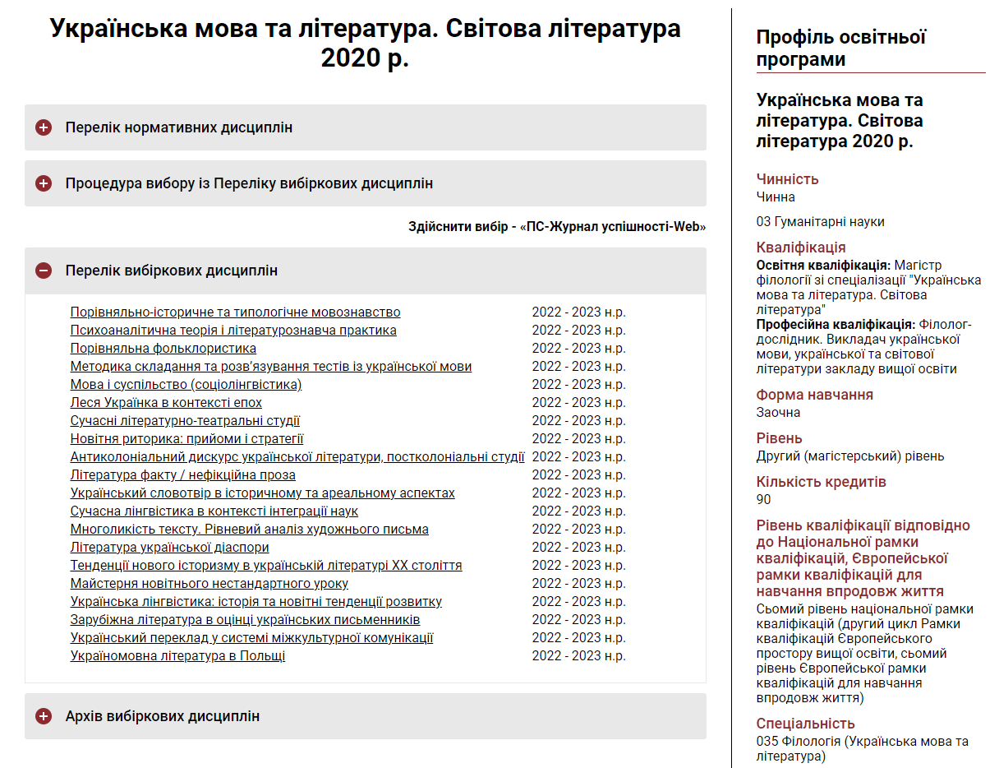 Українська мова та література. Світова література
2020 р.
Перелік нормативних дисциплін
Процедура вибору із Переліку вибіркових дисциплін
Здійснити вибір - «ПС-Журнал успішності-Web»
Перелік вибіркових дисциплін
Порівняльно-історичне та типологічне мовознавство 2022 - 2023 н.р.
Психоаналітична теорія і літературознавча практика 2022 - 2023 н.р.
Порівняльна фольклористика 2022 - 2023 н.р.
Методика складання та розв’язування тестів із української мови 2022 - 2023 н.р.
Мова і суспільство (соціолінгвістика) 2022 - 2023 н.р.
Леся Українка в контексті епох 2022 - 2023 н.р.
Сучасні літературно-театральні студії 2022 - 2023 н.р.
Новітня риторика: прийоми і стратегії 2022 - 2023 н.р.
Антиколоніальний дискурс української літератури, постколоніальні студії 2022 - 2023 н.р.
Література факту / нефікційна проза 2022 - 2023 н.р.
Український словотвір в історичному та ареальному аспектах 2022 - 2023 н.р.
Сучасна лінгвістика в контексті інтеграції наук 2022 - 2023 н.р.
Многоликість тексту. Рівневий аналіз художнього письма 2022 - 2023 н.р.
Література української діаспори 2022 - 2023 н.р.
Тенденції нового історизму в українській літературі ХХ століття 2022 - 2023 н.р.
Майстерня новітнього нестандартного уроку 2022 - 2023 н.р.
Українська лінгвістика: історія та новітні тенденції розвитку 2022 - 2023 н.р.
Зарубіжна література в оцінці українських письменників 2022 - 2023 н.р.
Український переклад у системі міжкультурної комунікації 2022 - 2023 н.р.
Україномовна література в Польщі 2022 - 2023 н.р.
Архів вибіркових дисциплін
Профіль освітньої
програми
Українська мова та
література. Світова
література 2020 р.
Чинність
Чинна
03 Гуманітарні науки
Кваліфікація
Освітня кваліфікація: Магістр
філології зі спеціалізації "Українська
мова та література. Світова
література"
Професійна кваліфікація: Філолог-
дослідник. Викладач української
мови, української та світової
літератури закладу вищої освіти
Форма навчання
Заочна
Рівень
Другий (магістерський) рівень
Кількість кредитів
90
Рівень кваліфікації відповідно
до Національної рамки
кваліфікацій, Європейської
рамки кваліфікацій для
навчання впродовж життя
Сьомий рівень національної рамки
кваліфікацій (другий цикл Рамки
кваліфікацій Європейського
простору вищої освіти, сьомий
рівень Європейської рамки
кваліфікацій для навчання
впродовж життя)
Спеціальність
035 Філологія (Українська мова та
література)